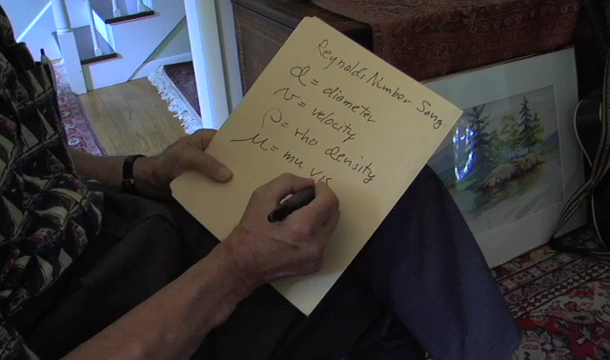 Reynolds Number Song
d = diameter
v = velocity
ρ = rho density
μ = mu vis